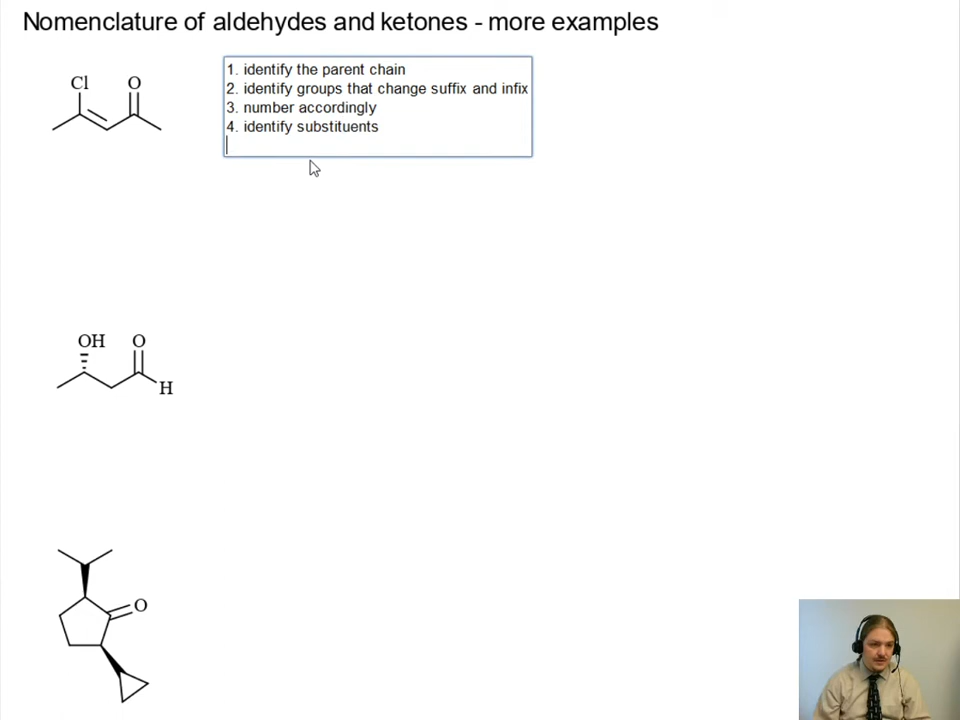 Nomenclature of aldehydes and ketones - more examples
1. identify the parent chain
2. identify groups that change suffix and infix
3. number accordingly
4. identify substituents
Cl O
OH O
H
O